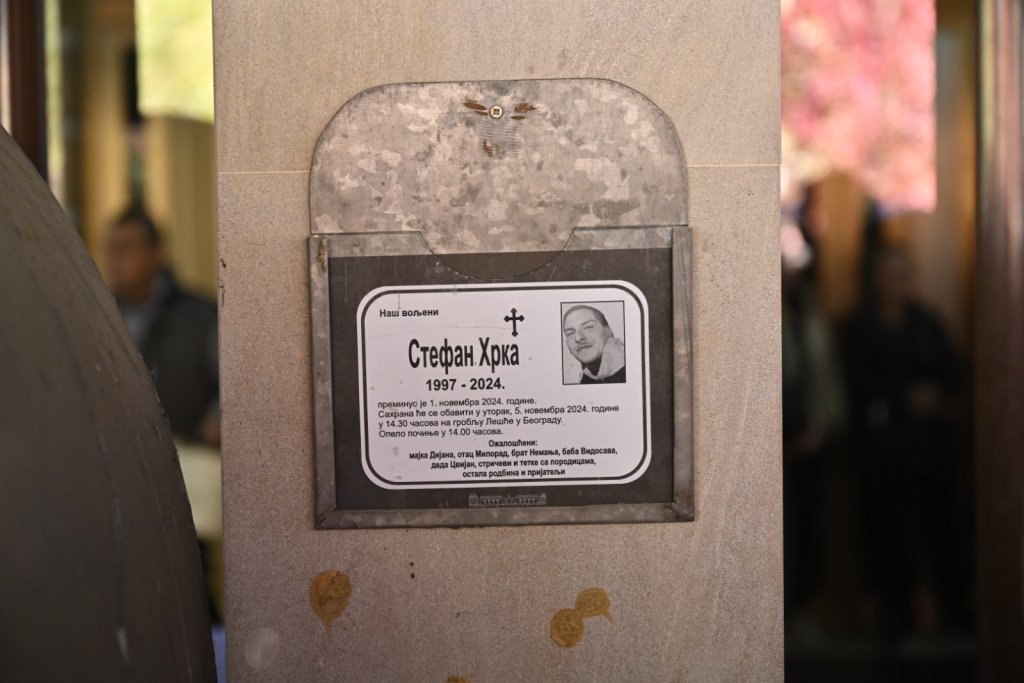 Наш вољени
Стефан Хрка
1997 - 2024.
преминуо је 1. новембра 2024. године.
Сахрана ће се обавити у уторак, 5. новембра 2024. године
у 14.30 часова на гробљу Лешће у Београду.
Опело почиње у 14.00 часова.
Ожалошћени:
мајка Дијана, отац Милорад, брат Немања, баба Видосава,
деда Цвијан, стричеви и тетке са породицама,
остала родбина и пријатељи